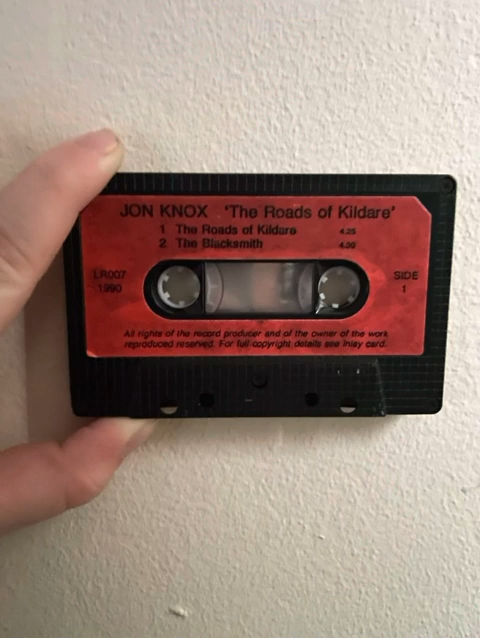 JON KNOX 'The Roads of Kildare'
1 The Roads of Kildare 4.25
2 The Blacksmith 4.20
LR007
1990
SIDE
1
All rights of the record producer and of the owner of the work
reproduced reserved. For full copyright details see inlay card.